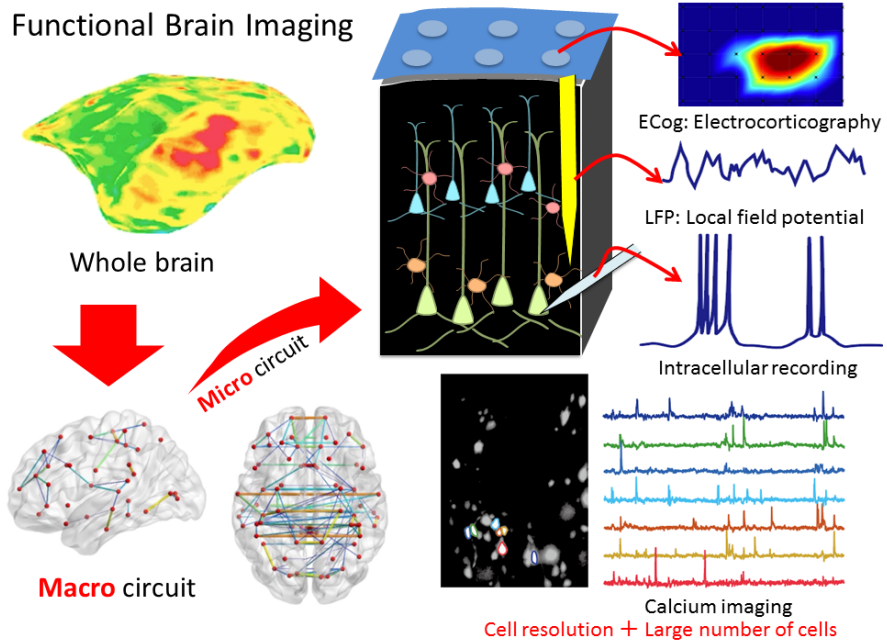 Functional Brain Imaging
Whole brain
ECog: Electrocorticography
LFP: Local field potential
Intracellular recording
Micro circuit
Macro circuit
Calcium imaging
Cell resolution + Large number of cells